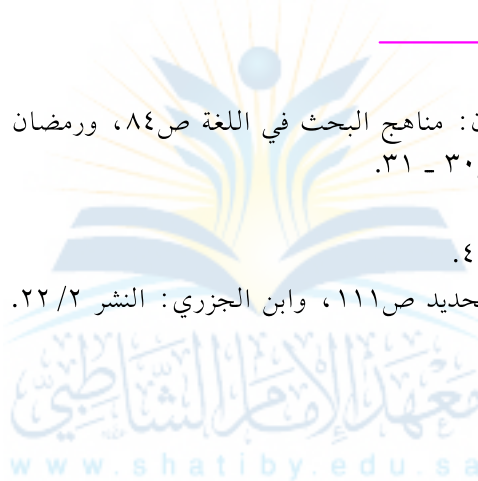 ن: مناهج البحث في اللغة ص٨٤، ورمضان
٣٠ - ٣١.
٤.
حديد ص١١١، وابن الجزري: النشر ٢/ ٢٢.
معهد الإمام الشاطبي
www.shatiby.edu.sa